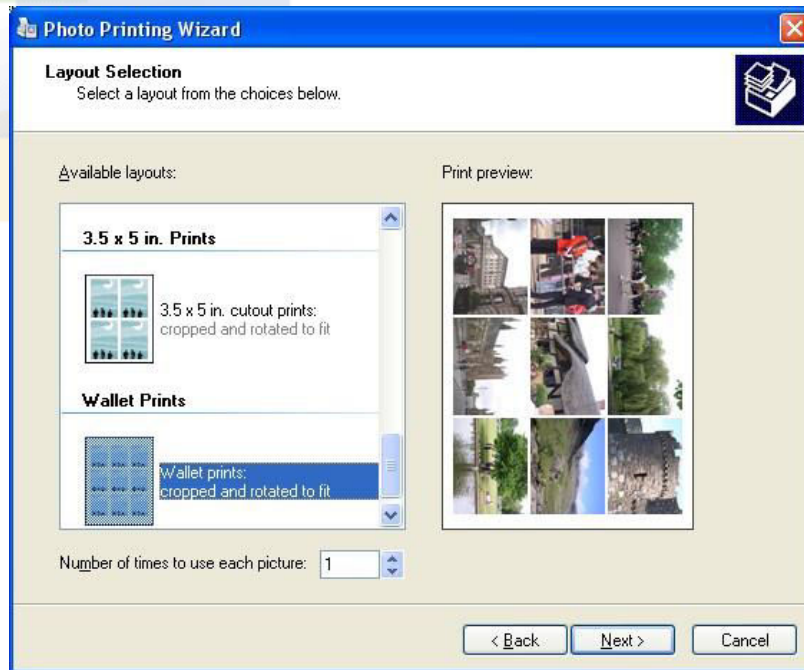 Photo Printing Wizard
Layout Selection
Select a layout from the choices below.
Available layouts:
Print preview:
3.5 x 5 in. Prints
3.5 x 5 in. cutout prints:
cropped and rotated to fit
Wallet Prints
Wallet prints:
cropped and rotated to fit
Number of times to use each picture: 1
< Back
Next >
Cancel